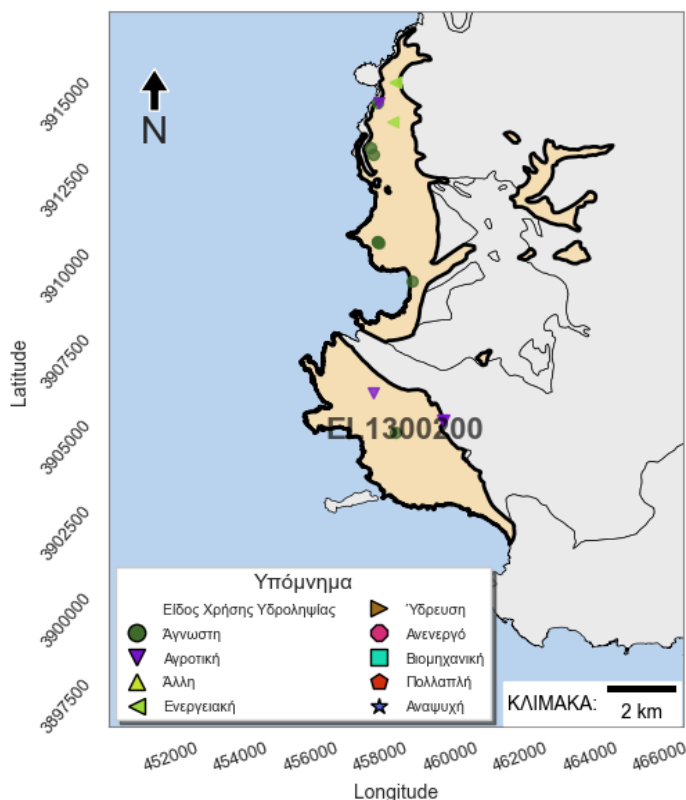 3915000
3912500
3910000
3907500
3905000
3902500
3900000
3897500
Latitude
N
EL1300200
Υπόμνημα
Είδος Χρήσης Υδροληψίας
Άγνωστη
Αγροτική
Άλλη
Ενεργειακή
Ύδρευση
Ανενεργό
Βιομηχανική
Πολλαπλή
Αναψυχή
ΚΛΙΜΑΚΑ:
2 km
452000 454000 456000 458000 460000 462000 464000 466000
Longitude